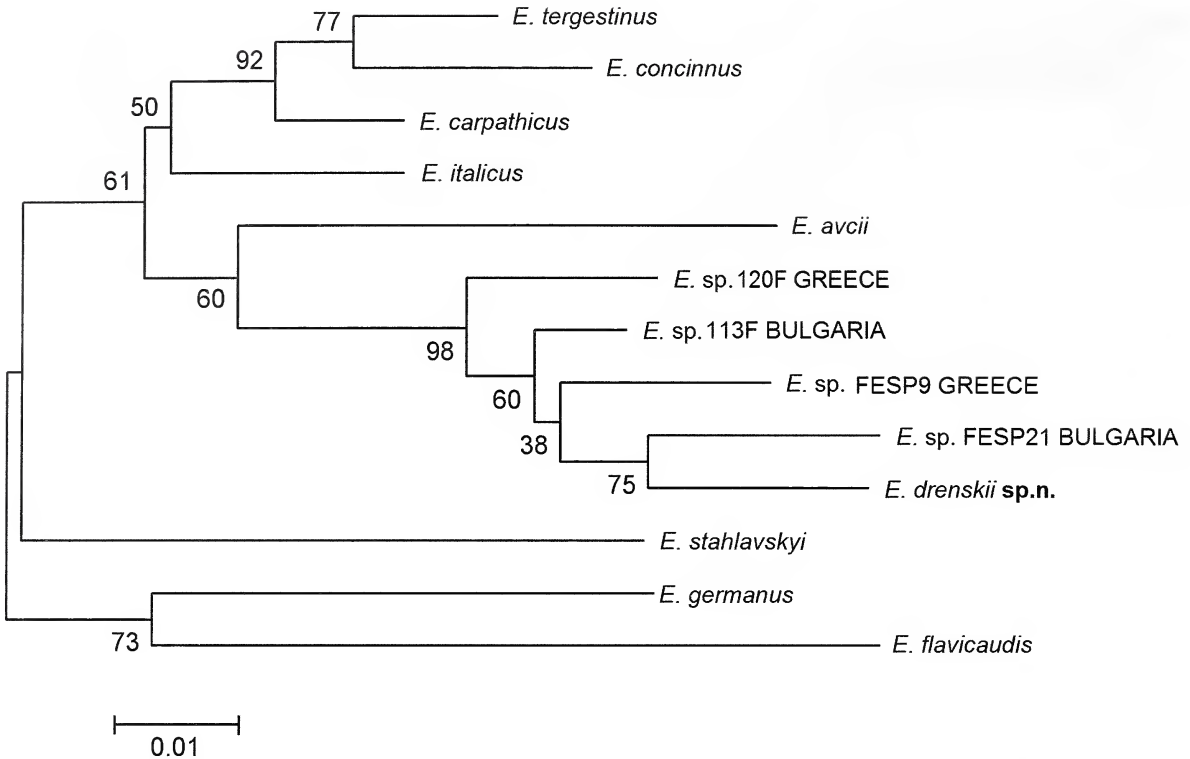 77
E. tergestinus
E. concinnus
92
50
E. carpathicus
E. italicus
61
E. avcii
60
E. sp. 120F GREECE
E. sp. 113F BULGARIA
98
E. sp. FESP9 GREECE
60
38
E. sp. FESP21 BULGARIA
75
E. drenskii sp.n.
E. stahlavskyi
E. germanus
73
E. flavicaudis
0.01